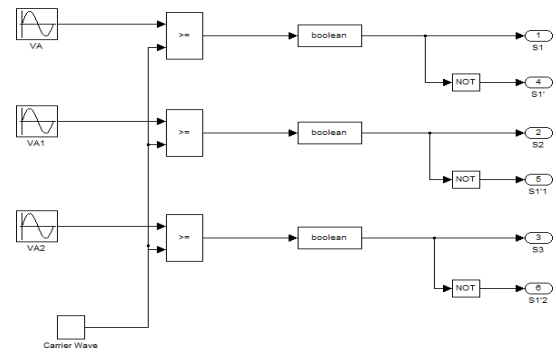 VA
>=
boolean
1
S1
NOT
4
S1'
VA1
>=
boolean
2
S2
NOT
5
S1'1
VA2
>=
boolean
3
S3
NOT
6
S1'2
Carrier Wave